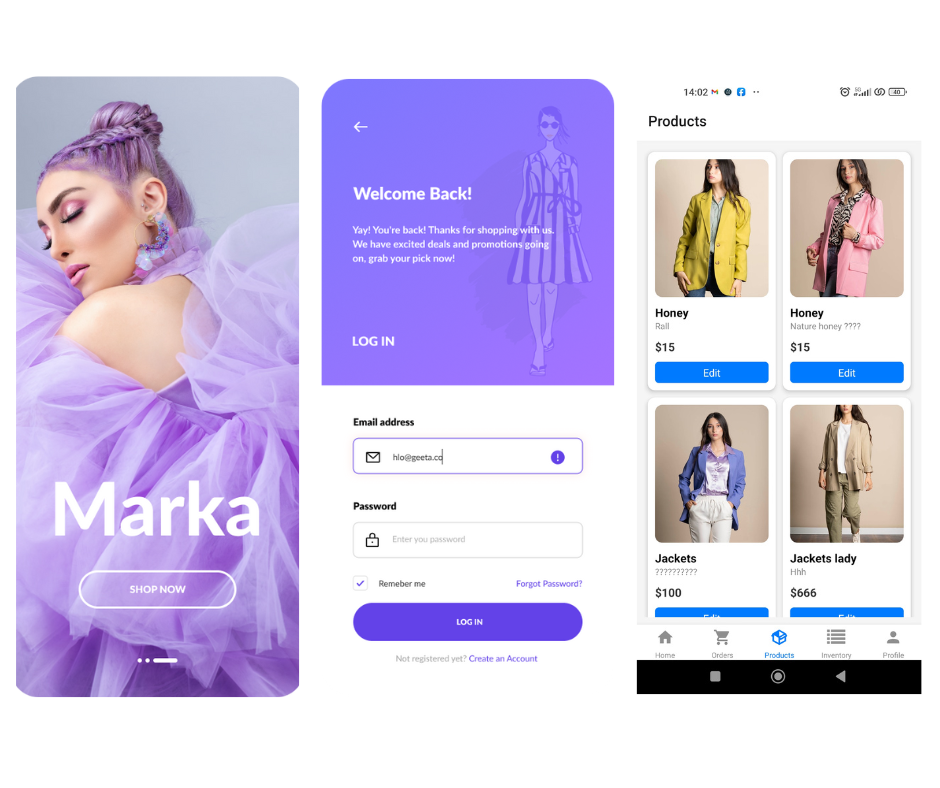 Marka
SHOP NOW
Welcome Back!
Yay! You're back! Thanks for shopping with us.
We have excited deals and promotions going
on, grab your pick now!
LOG IN
Email address
hlo@geeta.co
!
Password
Enter you password
Remeber me
Forgot Password?
LOG IN
Not registered yet? Create an Account
14:02
5G
40
Products
Honey
Rall
$15
Edit
Honey
Nature honey ????
$15
Edit
Jackets
??????????
$100
Edit
Jackets lady
Hhh
$666
Edit
Home
Orders
Products
Inventory
Profile